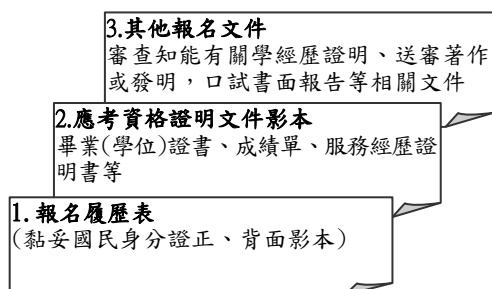 3.其他報名文件
審查知能有關學經歷證明、送審著作
或發明，口試書面報告等相關文件
2.應考資格證明文件影本
畢業(學位)證書、成績單、服務經歷證
明書等
1.報名履歷表
(黏妥國民身分證正、背面影本)